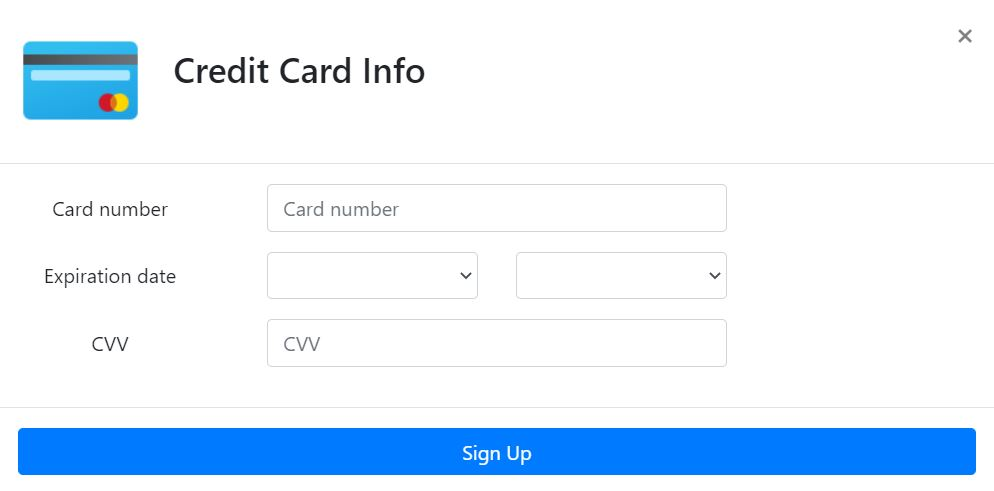 Credit Card Info
×
Card number
Card number
Expiration date
CVV
CVV
Sign Up